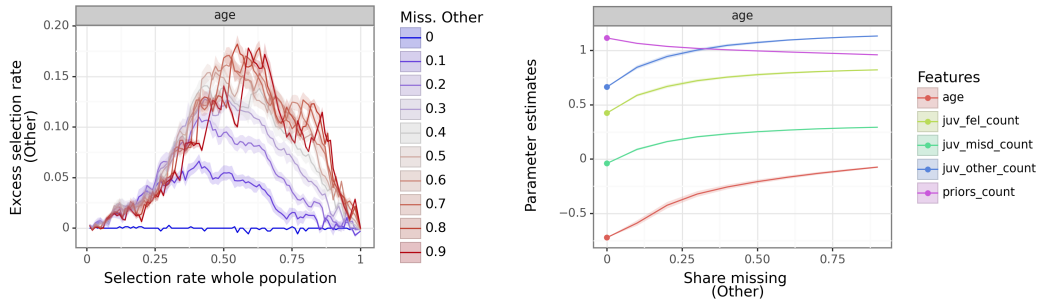 age
0.20
0.15
0.10
0.05
0
Excess selection rate
(Other)
0
0.25
0.50
0.75
1
Selection rate whole population
Miss. Other
0
0.1
0.2
0.3
0.4
0.5
0.6
0.7
0.8
0.9
age
1
0.5
0
−0.5
Parameter estimates
0
0.25
0.50
0.75
Share missing
(Other)
Features
age
juv_fel_count
juv_misd_count
juv_other_count
priors_count